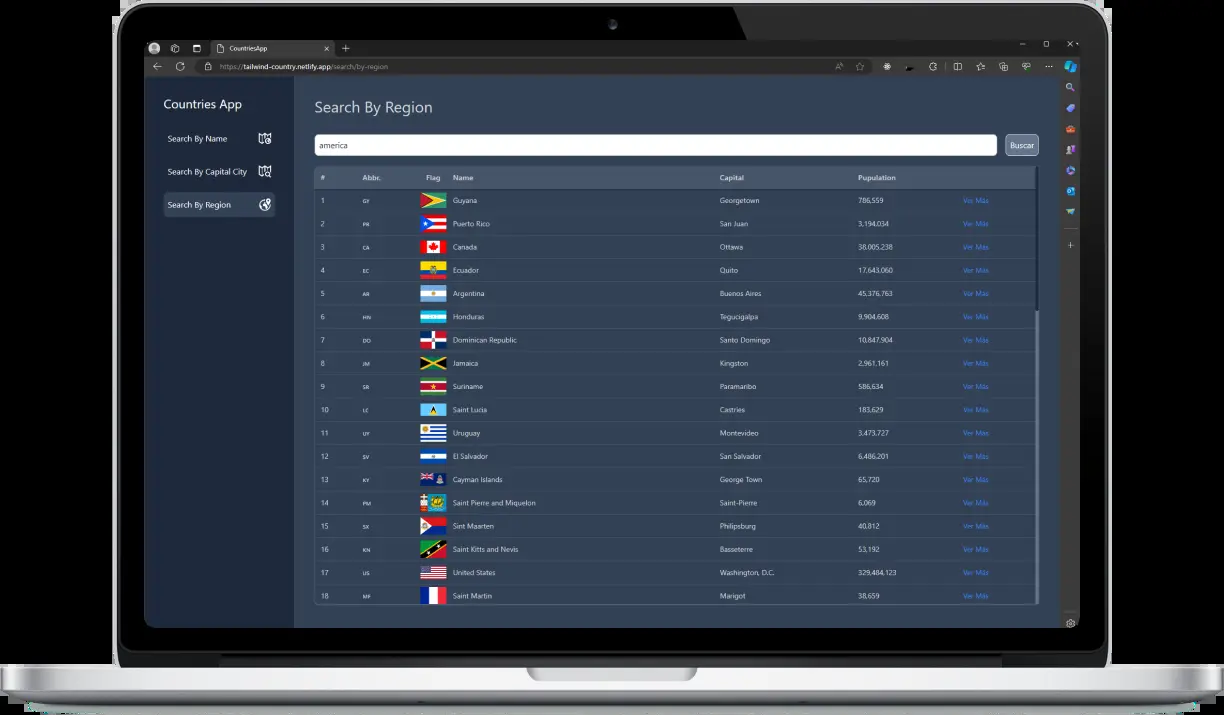 CountriesApp
https://tailwind-country.netlify.app/search/by-region
Countries App
Search By Name
Search By Capital City
Search By Region
Search By Region
america
Buscar
# Abbr. Flag Name Capital Pupulation
1 GY Guyana Georgetown 786,559 Ver Más
2 PR Puerto Rico San Juan 3,194,034 Ver Más
3 CA Canada Ottawa 38,005,238 Ver Más
4 EC Ecuador Quito 17,643,060 Ver Más
5 AR Argentina Buenos Aires 45,376,763 Ver Más
6 HN Honduras Tegucigalpa 9,904,608 Ver Más
7 DO Dominican Republic Santo Domingo 10,847,904 Ver Más
8 JM Jamaica Kingston 2,961,161 Ver Más
9 SR Suriname Paramaribo 586,634 Ver Más
10 LC Saint Lucia Castries 183,629 Ver Más
11 UY Uruguay Montevideo 3,473,727 Ver Más
12 SV El Salvador San Salvador 6,486,201 Ver Más
13 KY Cayman Islands George Town 65,720 Ver Más
14 PM Saint Pierre and Miquelon Saint-Pierre 6,069 Ver Más
15 SX Sint Maarten Philipsburg 40,812 Ver Más
16 KN Saint Kitts and Nevis Basseterre 53,192 Ver Más
17 US United States Washington, D.C. 329,484,123 Ver Más
18 MF Saint Martin Marigot 38,659 Ver Más